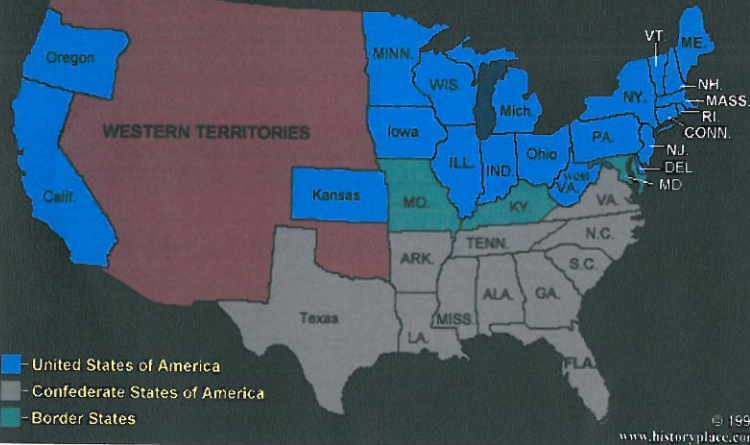 VT.
ME.
Oregon
MINN.
WIS.
Mich.
NY.
NH.
MASS.
RI
CONN.
WESTERN TERRITORIES
Iowa
PA.
NJ.
ILL.
IND.
Ohio
West
VA.
DEL
MD
Calif.
Kansas
MO.
KY.
VA.
N.C.
TENN.
ARK.
S.C.
Texas
MISS.
ALA.
GA.
LA.
FLA.
United States of America
Confederate States of America
Border States
© 199
www.historyplace.co